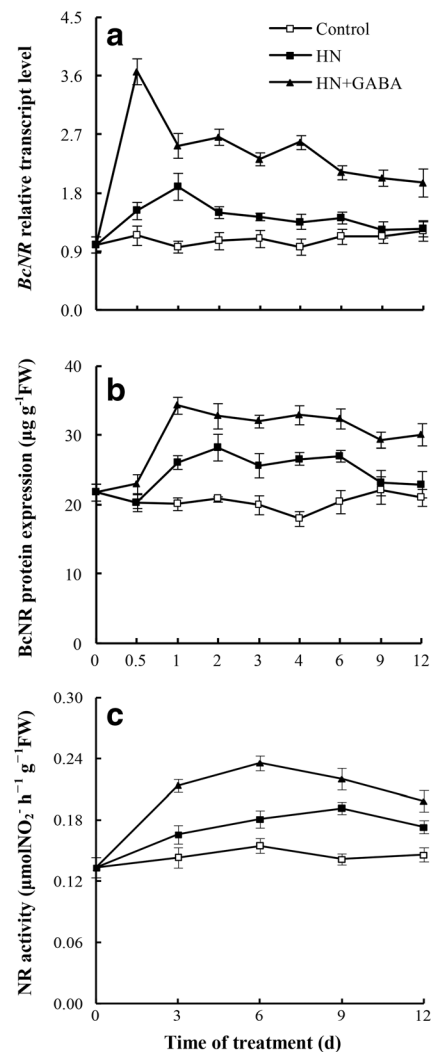 a
Control
HN
HN+GABA
BcNR relative transcript level
3.6
2.7
1.8
0.9
0.0
b
BcNR protein expression (µg g⁻¹FW)
40
30
20
10
0
0 0.5 1 2 3 4 6 9 12
c
NR activity (µmolNO₂⁻ h⁻¹ g⁻¹FW)
0.30
0.24
0.18
0.12
0.06
0.00
0 3 6 9 12
Time of treatment (d)